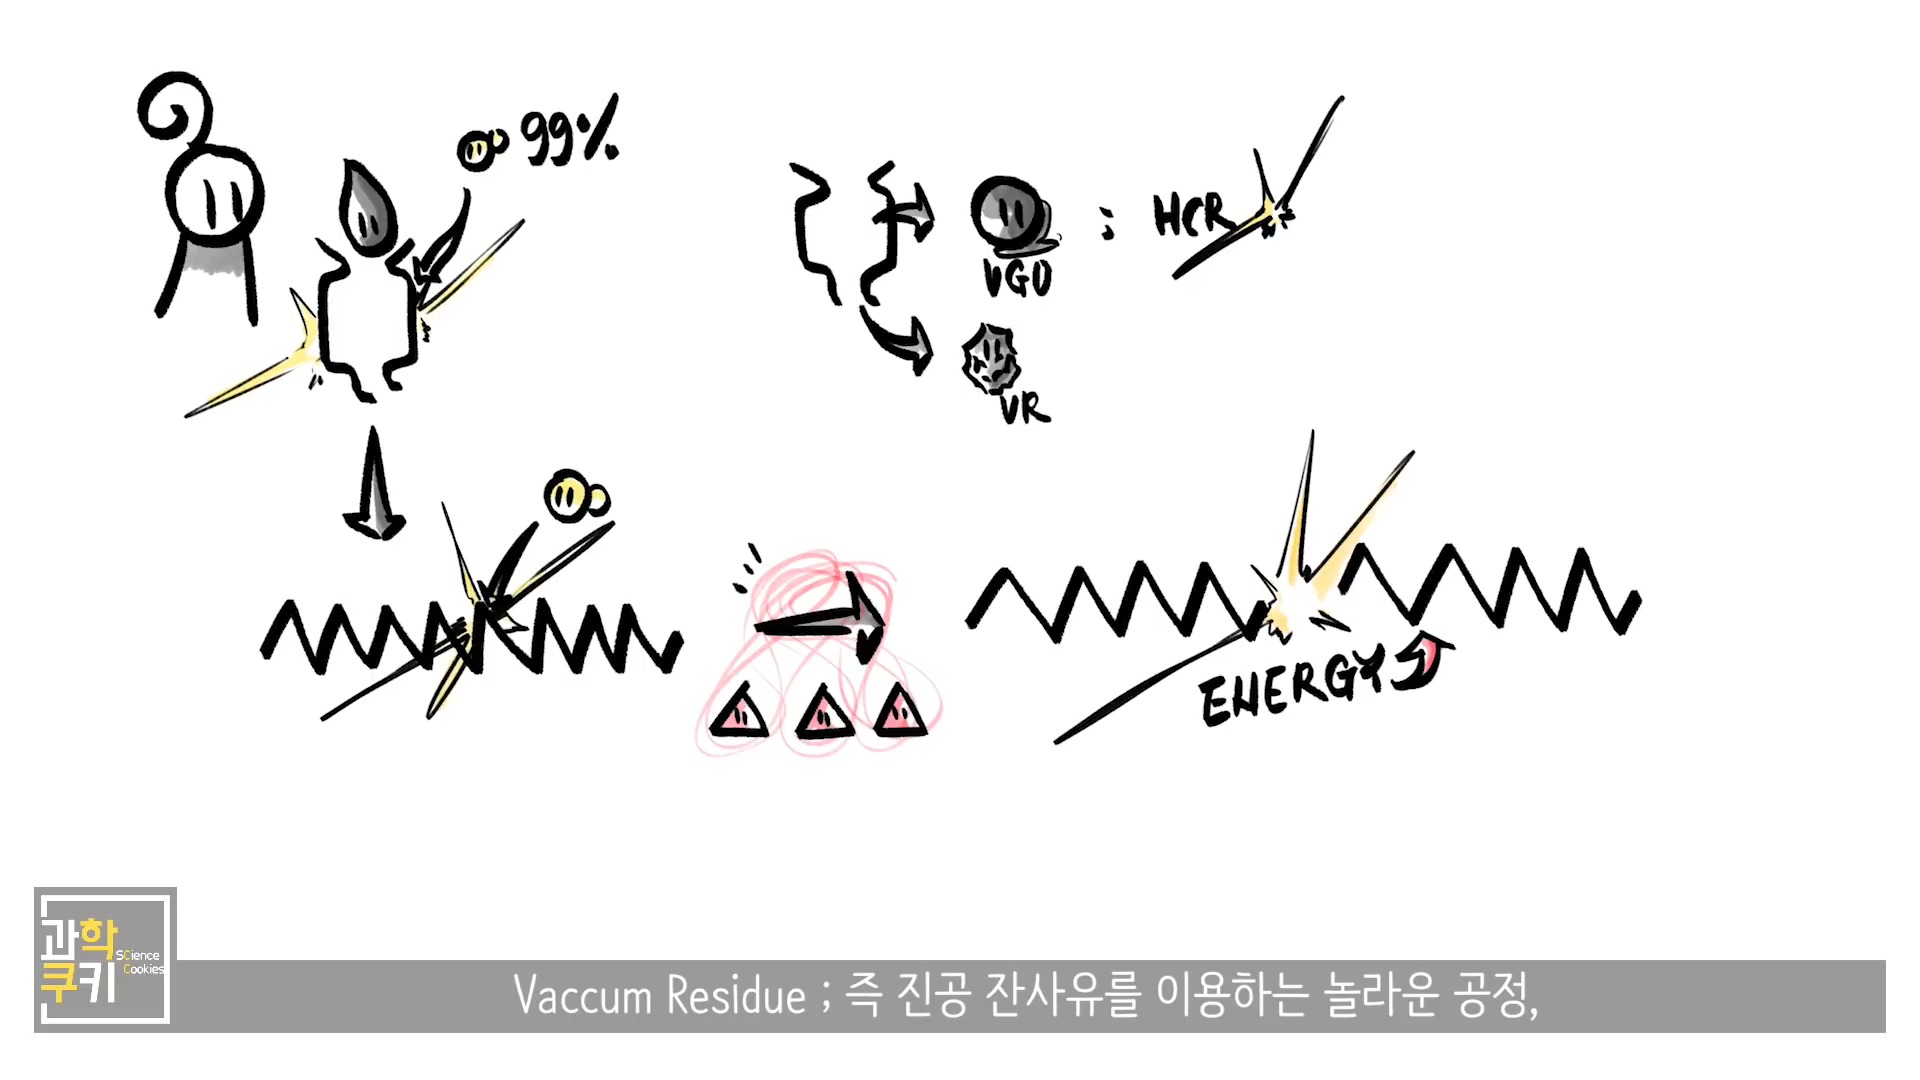 99%
VGO
: HCR
VR
ENERGY
과학
쿠키
SCience
Cookies
Vaccum Residue ; 즉 진공 잔사유를 이용하는 놀라운 공정,